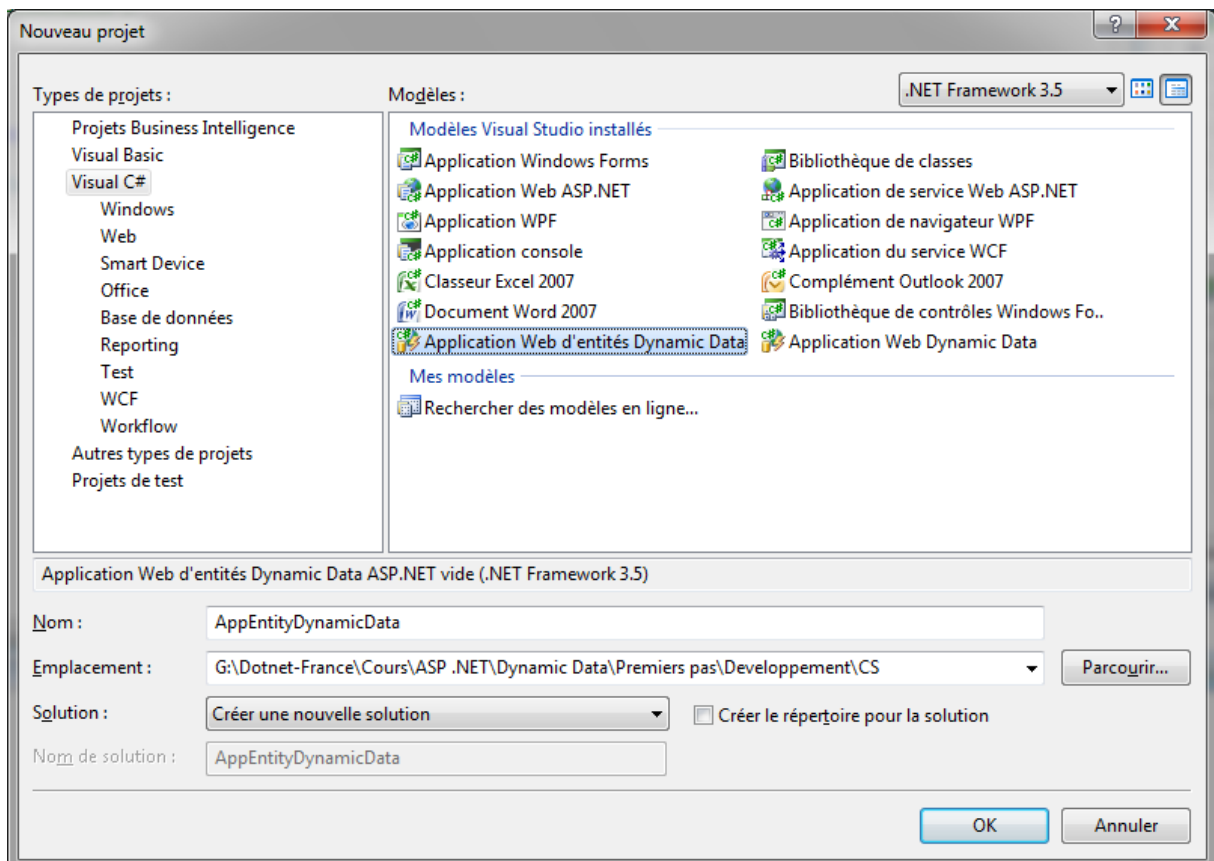 Nouveau projet
Types de projets :
Modèles :
.NET Framework 3.5
Projets Business Intelligence
Visual Basic
Visual C#
Windows
Web
Smart Device
Office
Base de données
Reporting
Test
WCF
Workflow
Autres types de projets
Projets de test
Modèles Visual Studio installés
Application Windows Forms
Bibliothèque de classes
Application Web ASP.NET
Application de service Web ASP.NET
Application WPF
Application de navigateur WPF
Application console
Application du service WCF
Classeur Excel 2007
Complément Outlook 2007
Document Word 2007
Bibliothèque de contrôles Windows Fo..
Application Web d'entités Dynamic Data
Application Web Dynamic Data
Mes modèles
Rechercher des modèles en ligne...
Application Web d'entités Dynamic Data ASP.NET vide (.NET Framework 3.5)
Nom :
AppEntityDynamicData
Emplacement :
G:\Dotnet-France\Cours\ASP .NET\Dynamic Data\Premiers pas\Developpement\CS
Parcourir...
Solution :
Créer une nouvelle solution
Créer le répertoire pour la solution
Nom de solution :
AppEntityDynamicData
OK
Annuler